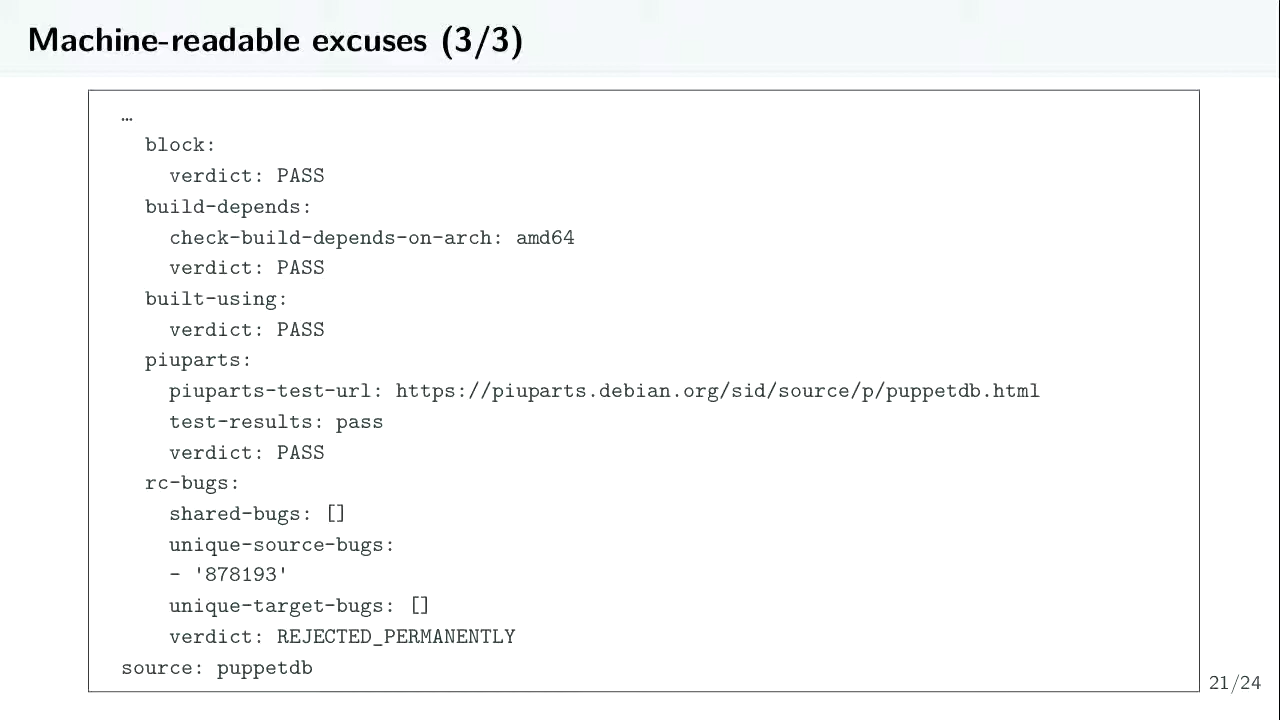 Machine-readable excuses (3/3)
…
  block:
    verdict: PASS
  build-depends:
    check-build-depends-on-arch: amd64
    verdict: PASS
  built-using:
    verdict: PASS
  piuparts:
    piuparts-test-url: https://piuparts.debian.org/sid/source/p/puppetdb.html
    test-results: pass
    verdict: PASS
  rc-bugs:
    shared-bugs: []
    unique-source-bugs:
    - '878193'
    unique-target-bugs: []
    verdict: REJECTED_PERMANENTLY
source: puppetdb
21/24